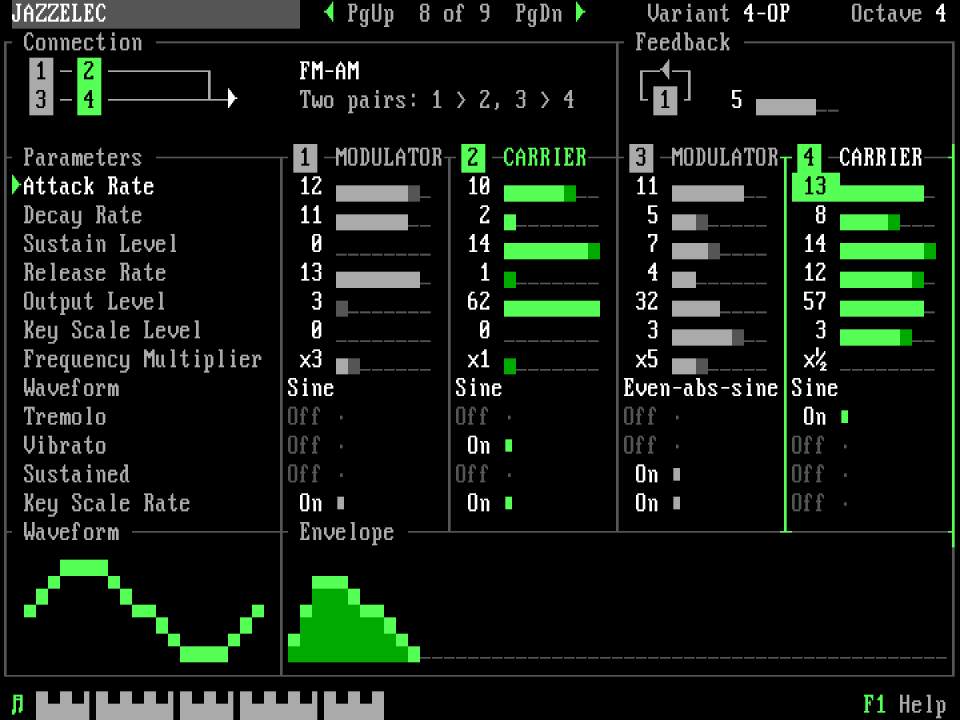 JAZZELEC PgUp 8 of 9 PgDn Variant 4-OP Octave 4
Connection Feedback
1 2 FM-AM
3 4 Two pairs: 1 > 2, 3 > 4 1 5
Parameters 1 MODULATOR 2 CARRIER 3 MODULATOR 4 CARRIER
Attack Rate 12 10 11 13
Decay Rate 11 2 5 8
Sustain Level 0 14 7 14
Release Rate 13 1 4 12
Output Level 3 62 32 57
Key Scale Level 0 0 3 3
Frequency Multiplier x3 x1 x5 x½
Waveform Sine Sine Even-abs-sine Sine
Tremolo Off Off Off On
Vibrato Off On Off Off
Sustained Off Off On Off
Key Scale Rate On On On Off
Waveform Envelope
F1 Help